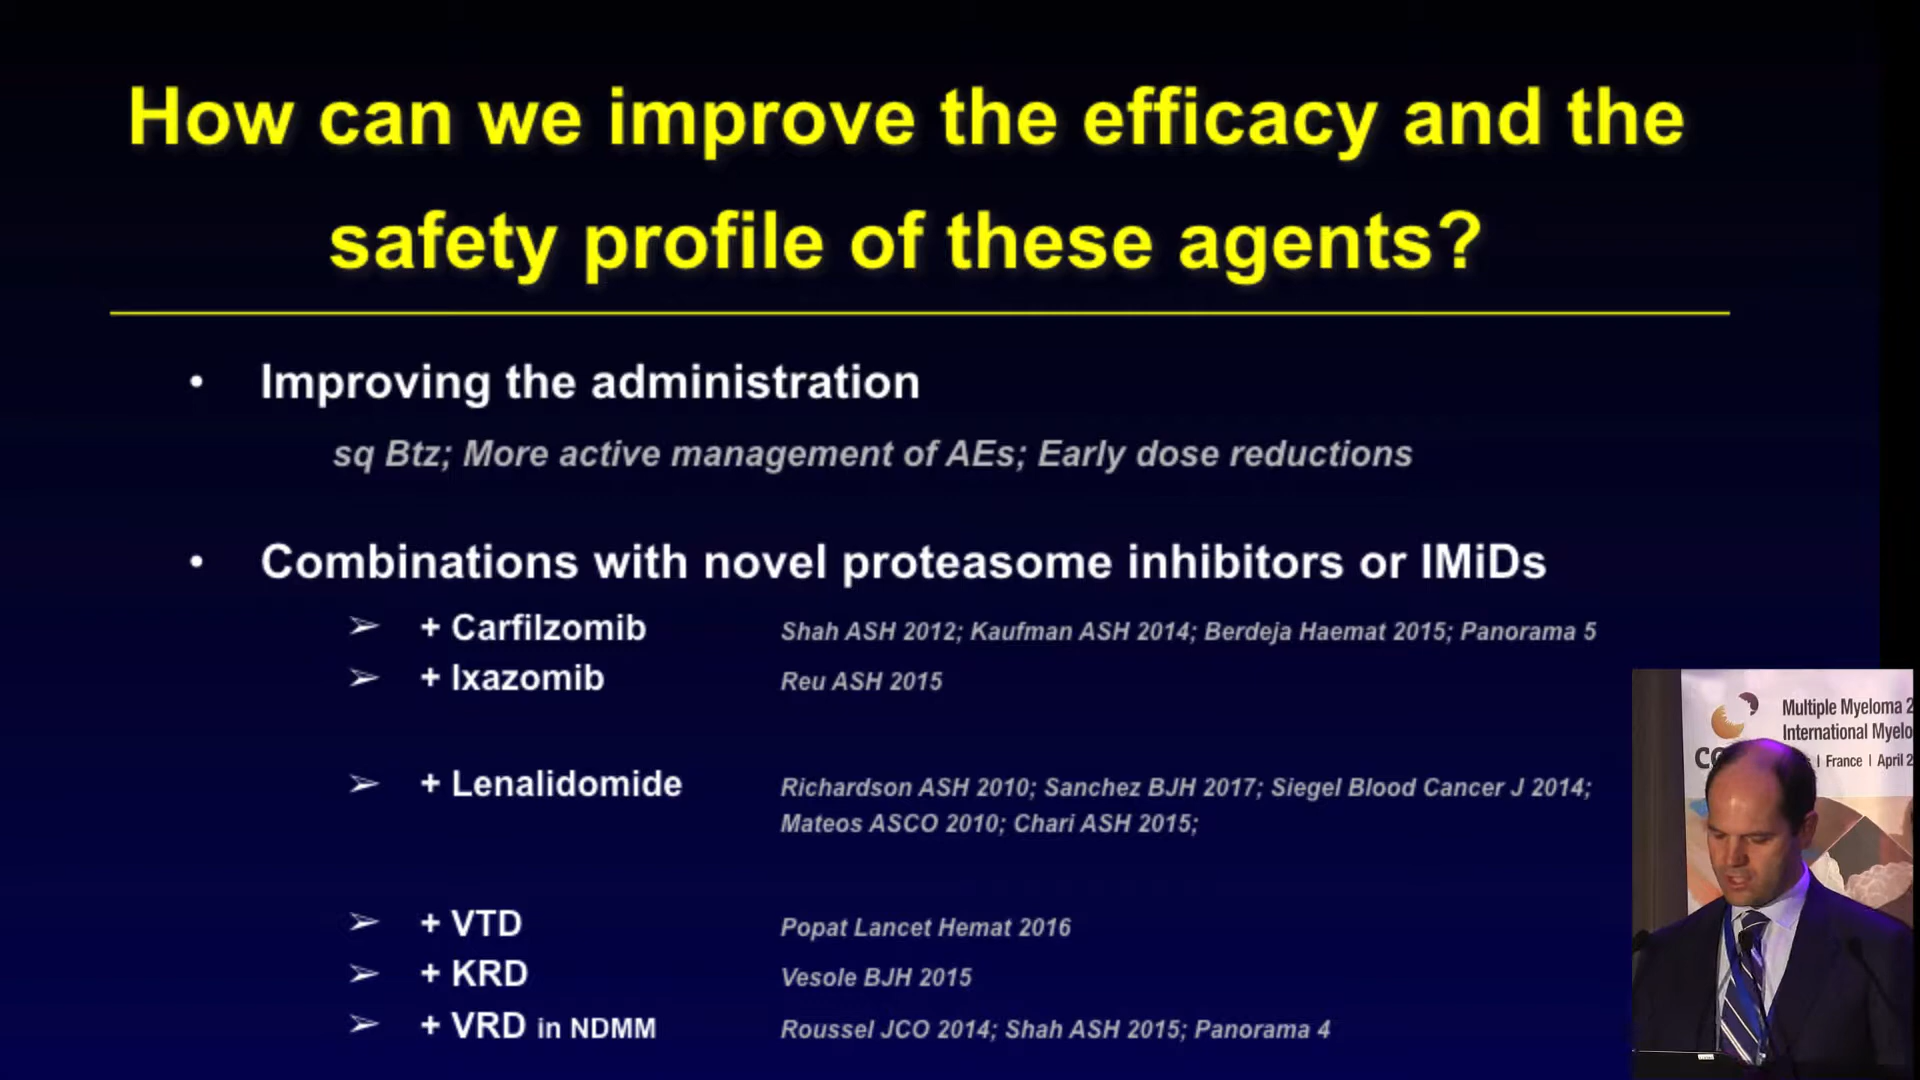 How can we improve the efficacy and the
safety profile of these agents?
• Improving the administration
sq Btz; More active management of AEs; Early dose reductions
• Combinations with novel proteasome inhibitors or IMiDs
➢ + Carfilzomib Shah ASH 2012; Kaufman ASH 2014; Berdeja Haemat 2015; Panorama 5
➢ + Ixazomib Reu ASH 2015
➢ + Lenalidomide Richardson ASH 2010; Sanchez BJH 2017; Siegel Blood Cancer J 2014;
Mateos ASCO 2010; Chari ASH 2015;
➢ + VTD Popat Lancet Hemat 2016
➢ + KRD Vesole BJH 2015
➢ + VRD in NDMM Roussel JCO 2014; Shah ASH 2015; Panorama 4
Multiple Myeloma 2
International Myelo
| France | April 2